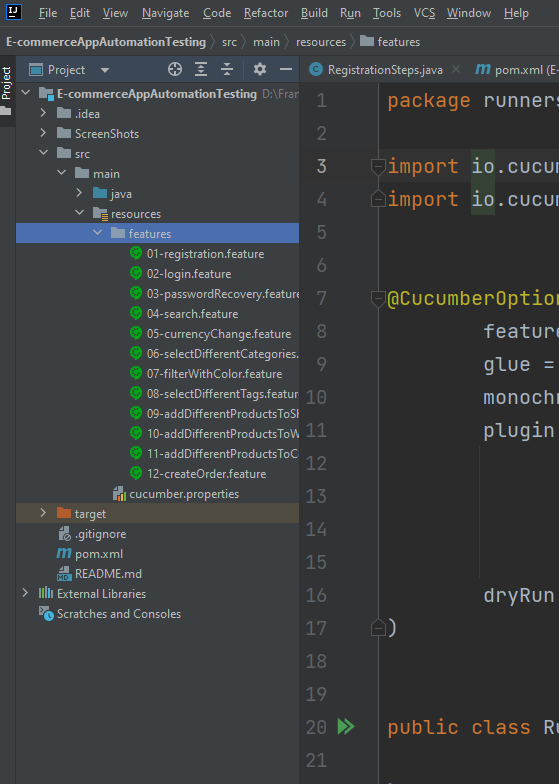 IJ File Edit View Navigate Code Refactor Build Run Tools VCS Window Help
E-commerceAppAutomationTesting src main resources features
Project
Project
RegistrationSteps.java pom.xml (E-
E-commerceAppAutomationTesting D:\Fran
.idea
ScreenShots
src
main
java
resources
features
01-registration.feature
02-login.feature
03-passwordRecovery.feature
04-search.feature
05-currencyChange.feature
06-selectDifferentCategories.
07-filterWithColor.feature
08-selectDifferentTags.feature
09-addDifferentProductsToSh
10-addDifferentProductsToW
11-addDifferentProductsToCo
12-createOrder.feature
cucumber.properties
target
.gitignore
pom.xml
MD README.md
External Libraries
Scratches and Consoles
1 package runners
2
3 import io.cucum
4 import io.cucum
5
6
7 @CucumberOption
8 feature
9 glue =
10 monochr
11 plugin
12
13
14
15
16 dryRun
17 )
18
19
20 public class Ru
21